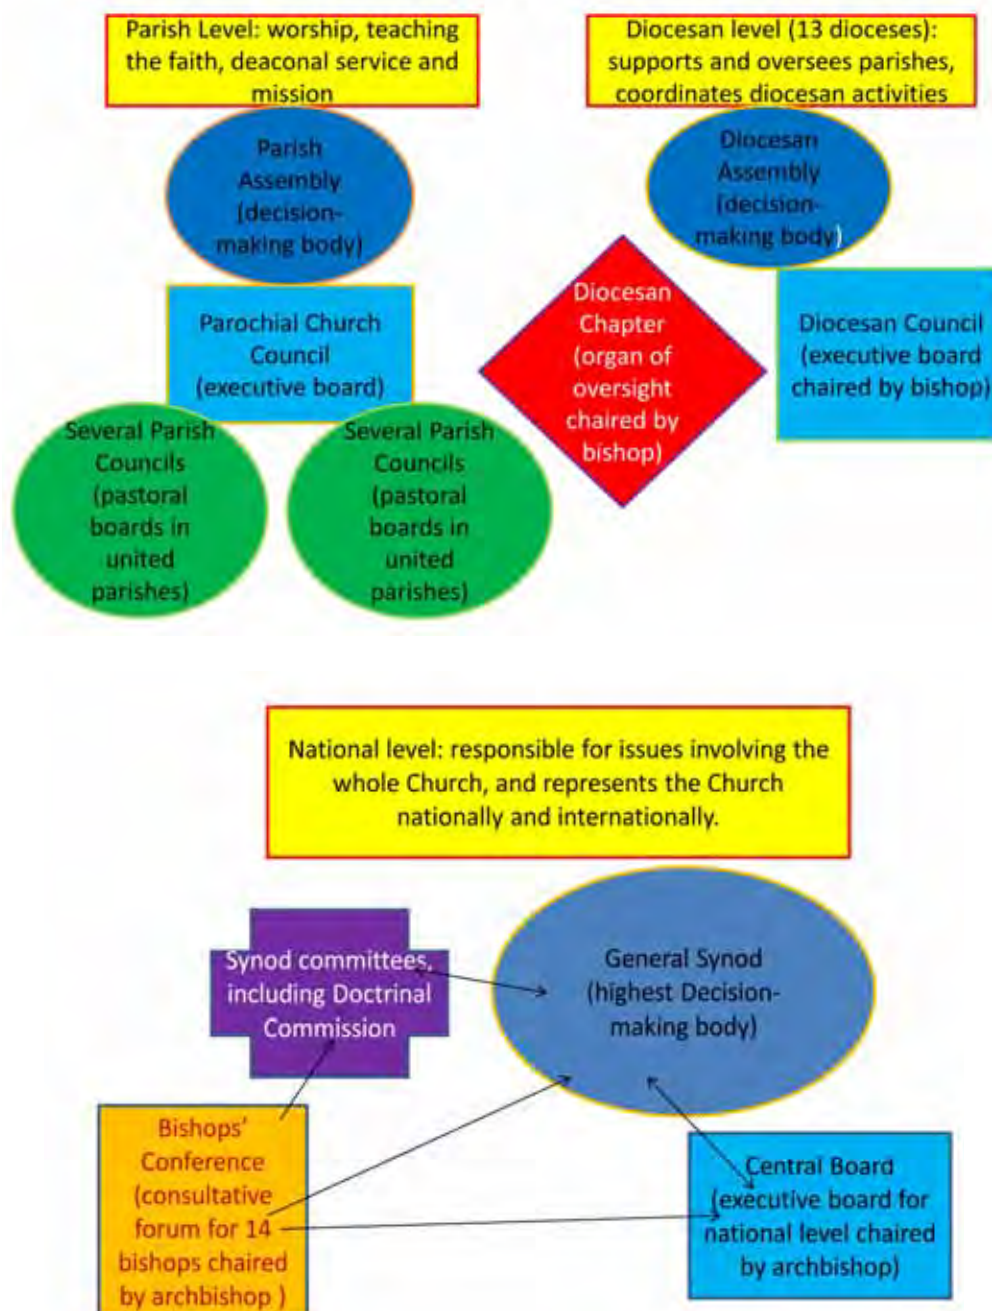 Parish Level: worship, teaching
the faith, deaconal service and
mission
Parish
Assembly
(decision-
making body)
Parochial Church
Council
(executive board)
Several Parish
Councils
(pastoral
boards in
united
parishes)
Several Parish
Councils
(pastoral
boards in
united
parishes)
Diocesan level (13 dioceses):
supports and oversees parishes,
coordinates diocesan activities
Diocesan
Assembly
(decision-
making body)
Diocesan
Chapter
(organ of
oversight
chaired by
bishop)
Diocesan Council
(executive board
chaired by bishop)
National level: responsible for issues involving the
whole Church, and represents the Church
nationally and internationally.
Synod committees,
including Doctrinal
Commission
General Synod
(highest Decision-
making body)
Bishops’
Conference
(consultative
forum for 14
bishops chaired
by archbishop )
Central Board
(executive board for
national level chaired
by archbishop)